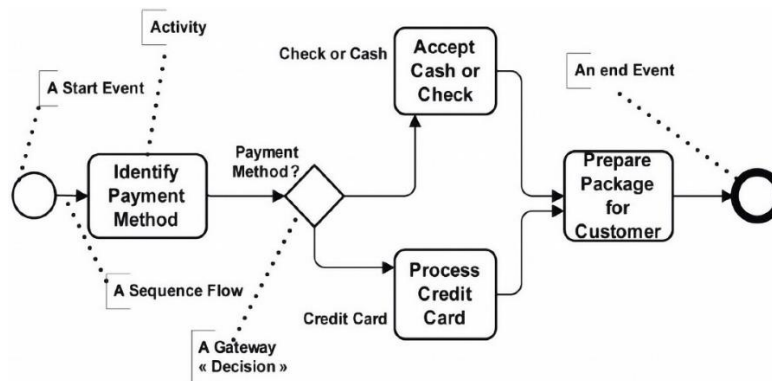 Activity
A Start Event
Check or Cash
Accept
Cash or
Check
An end Event
Identify
Payment
Method
Payment
Method?
Prepare
Package
for
Customer
A Sequence Flow
Process
Credit
Card
Credit Card
A Gateway
« Decision »